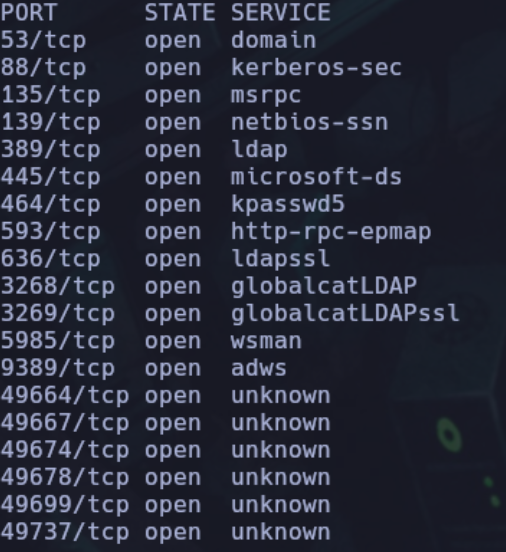 PORT      STATE SERVICE
53/tcp    open  domain
88/tcp    open  kerberos-sec
135/tcp   open  msrpc
139/tcp   open  netbios-ssn
389/tcp   open  ldap
445/tcp   open  microsoft-ds
464/tcp   open  kpasswd5
593/tcp   open  http-rpc-epmap
636/tcp   open  ldapssl
3268/tcp  open  globalcatLDAP
3269/tcp  open  globalcatLDAPssl
5985/tcp  open  wsman
9389/tcp  open  adws
49664/tcp open  unknown
49667/tcp open  unknown
49674/tcp open  unknown
49678/tcp open  unknown
49699/tcp open  unknown
49737/tcp open  unknown